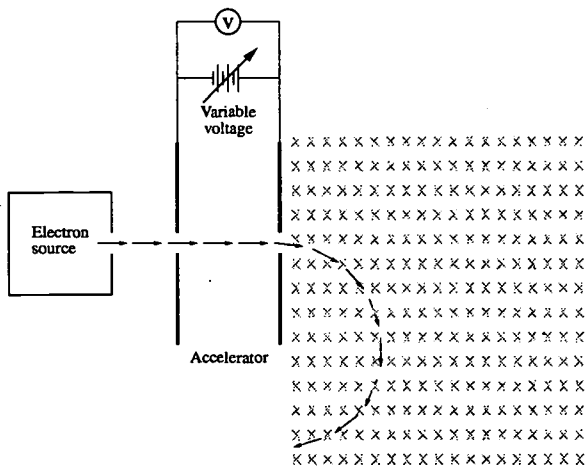 V
Variable
voltage
Electron
source
Accelerator